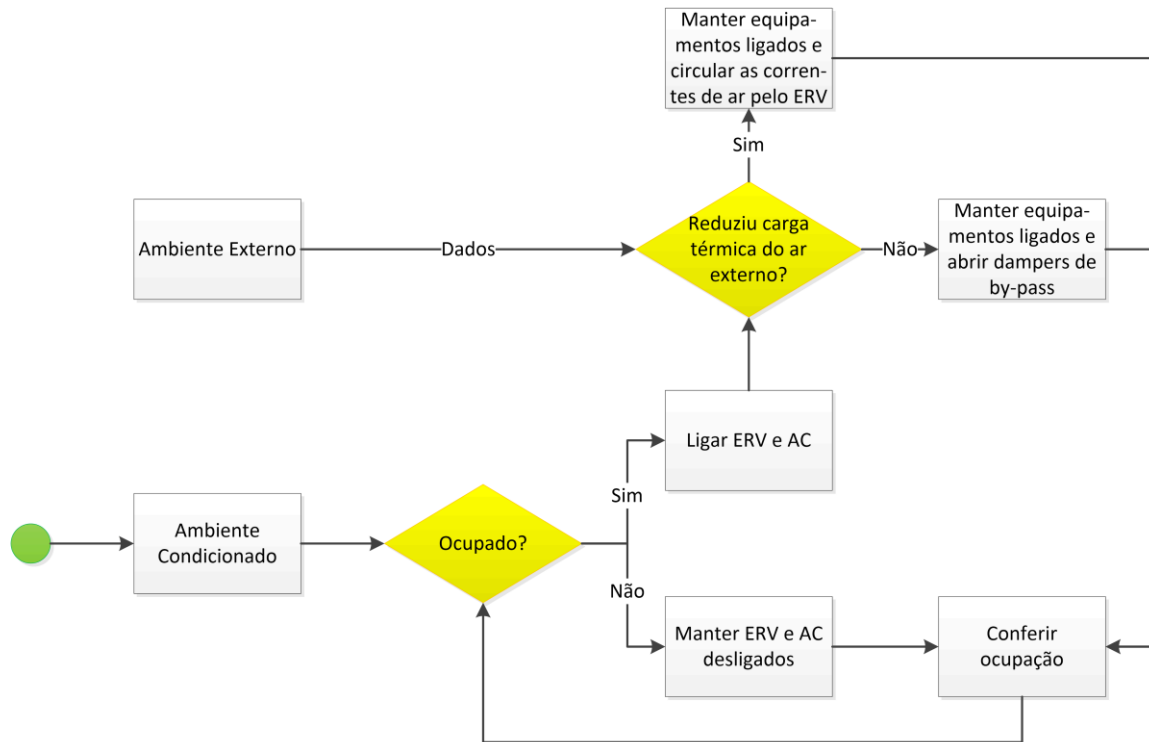 Manter equipa-
mentos ligados e
circular as corren-
tes de ar pelo ERV
Sim
Ambiente Externo
Dados
Reduziu carga
térmica do ar
externo?
Não
Manter equipa-
mentos ligados e
abrir dampers de
by-pass
Ligar ERV e AC
Sim
Ambiente
Condicionado
Ocupado?
Não
Manter ERV e AC
desligados
Conferir
ocupação